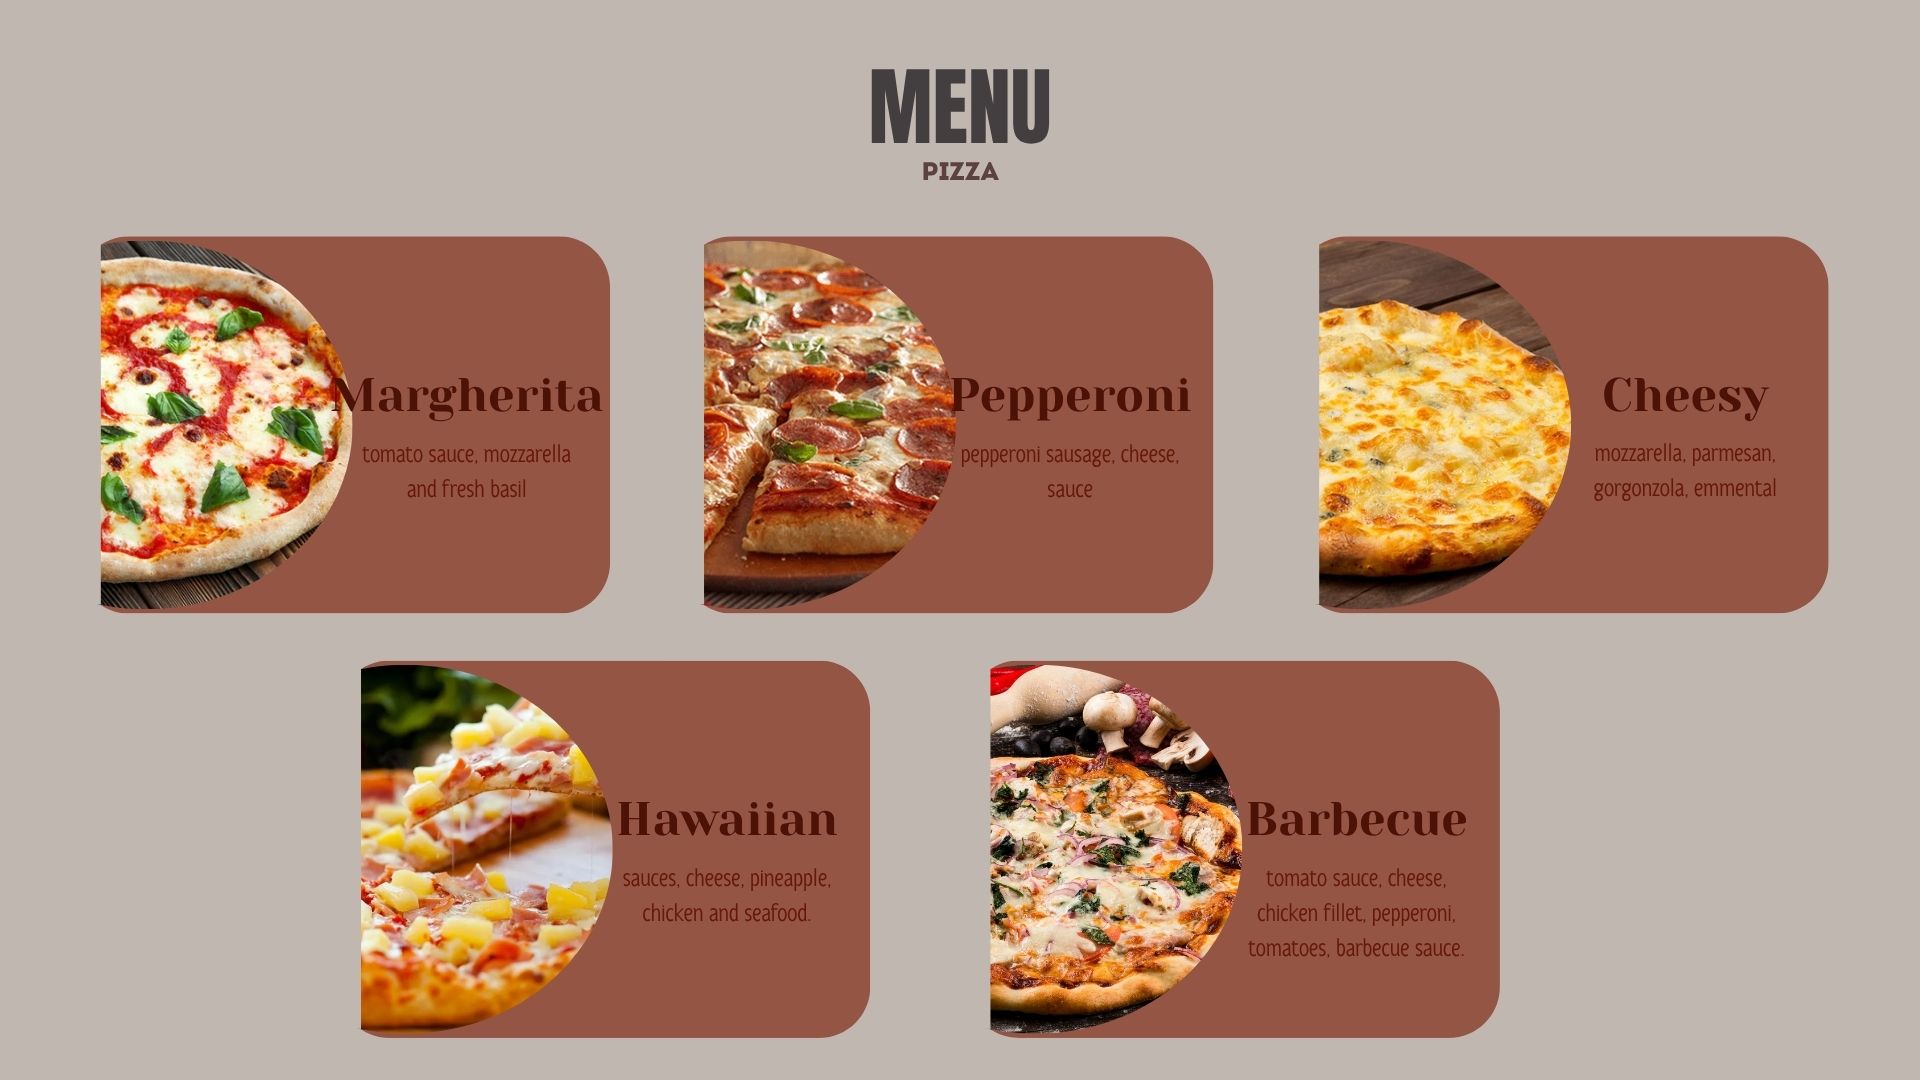 MENU
PIZZA
Margherita
tomato sauce, mozzarella
and fresh basil
Pepperoni
pepperoni sausage, cheese,
sauce
Cheesy
mozzarella, parmesan,
gorgonzola, emmental
Hawaiian
sauces, cheese, pineapple,
chicken and seafood.
Barbecue
tomato sauce, cheese,
chicken fillet, pepperoni,
tomatoes, barbecue sauce.